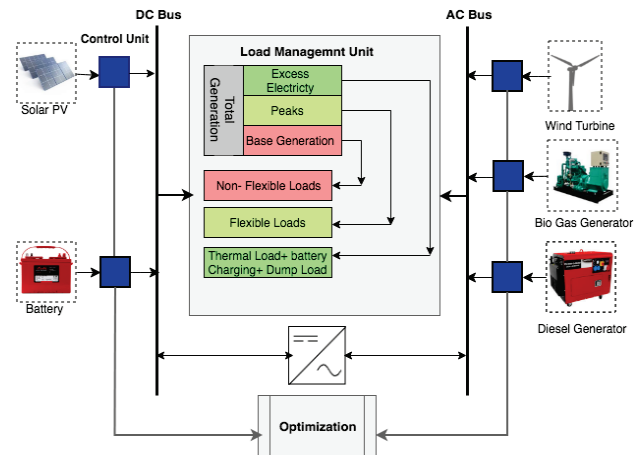 DC Bus
AC Bus
Control Unit
Load Managemnt Unit
Total
Generation
Excess
Electricty
Peaks
Base Generation
Solar PV
Wind Turbine
Non- Flexible Loads
Flexible Loads
Bio Gas Generator
Thermal Load+ battery
Charging+ Dump Load
Battery
Diesel Generator
Optimization